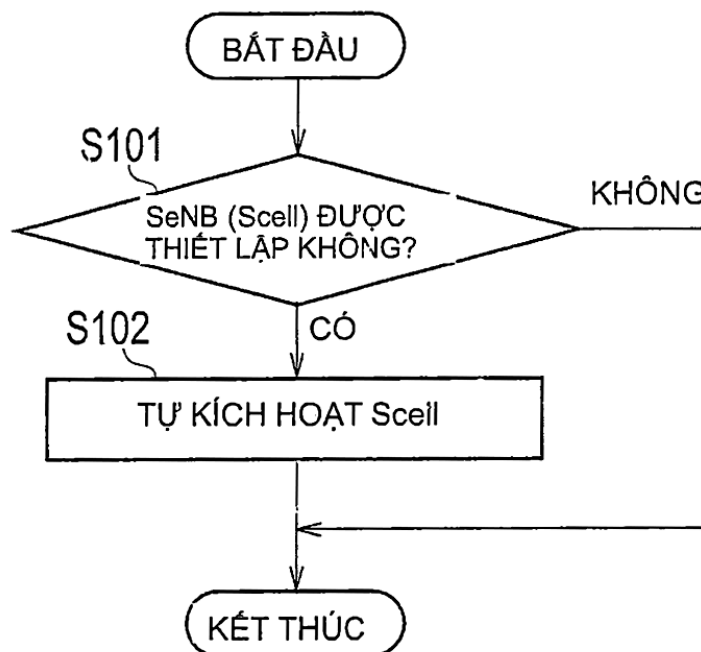 BẮT ĐẦU
S101
SeNB (Scell) ĐƯỢC
THIẾT LẬP KHÔNG?
KHÔNG
CÓ
S102
TỰ KÍCH HOẠT Scell
KẾT THÚC